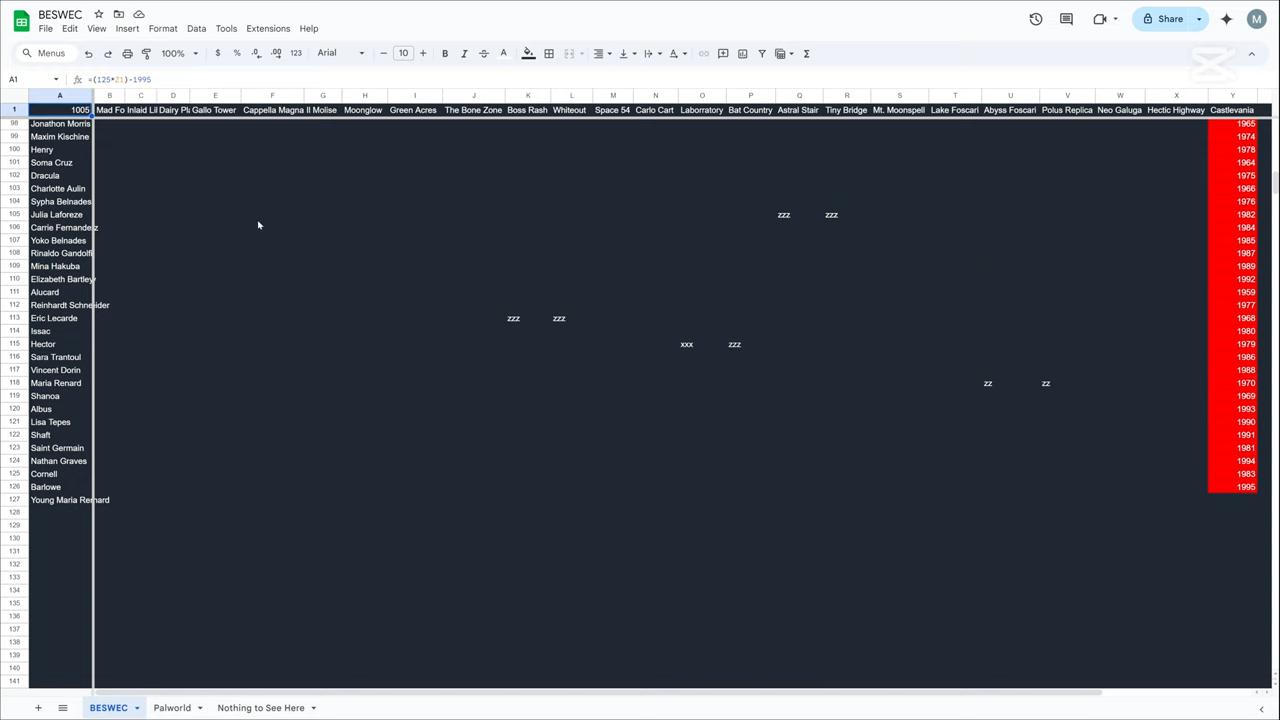 BESWEC
File Edit View Insert Format Data Tools Extensions Help
Share M
Menus 100% $ % .0 .00 123 Arial 10 B I S A
A1 fx =(125*Z1)-1995
A B C D E F G H I J K L M N O P Q R S T U V W X Y
1 1005 Mad Fo Inlaid Lil Dairy Pla Gallo Tower Cappella Magna Il Molise Moonglow Green Acres The Bone Zone Boss Rash Whiteout Space 54 Carlo Cart Laborratory Bat Country Astral Stair Tiny Bridge Mt. Moonspell Lake Foscari Abyss Foscari Polus Replica Neo Galuga Hectic Highway Castlevania
98 Jonathon Morris 1965
99 Maxim Kischine 1974
100 Henry 1978
101 Soma Cruz 1964
102 Dracula 1975
103 Charlotte Aulin 1966
104 Sypha Belnades 1976
105 Julia Laforeze zzz zzz 1982
106 Carrie Fernandez 1984
107 Yoko Belnades 1985
108 Rinaldo Gandolfi 1987
109 Mina Hakuba 1989
110 Elizabeth Bartley 1992
111 Alucard 1959
112 Reinhardt Schneider 1977
113 Eric Lecarde zzz zzz 1968
114 Issac 1980
115 Hector xxx zzz 1979
116 Sara Trantoul 1986
117 Vincent Dorin 1988
118 Maria Renard zz zz 1970
119 Shanoa 1969
120 Albus 1993
121 Lisa Tepes 1990
122 Shaft 1991
123 Saint Germain 1981
124 Nathan Graves 1994
125 Cornell 1983
126 Barlowe 1995
127 Young Maria Renard
128
129
130
131
132
133
134
135
136
137
138
139
140
141
BESWEC Palworld Nothing to See Here